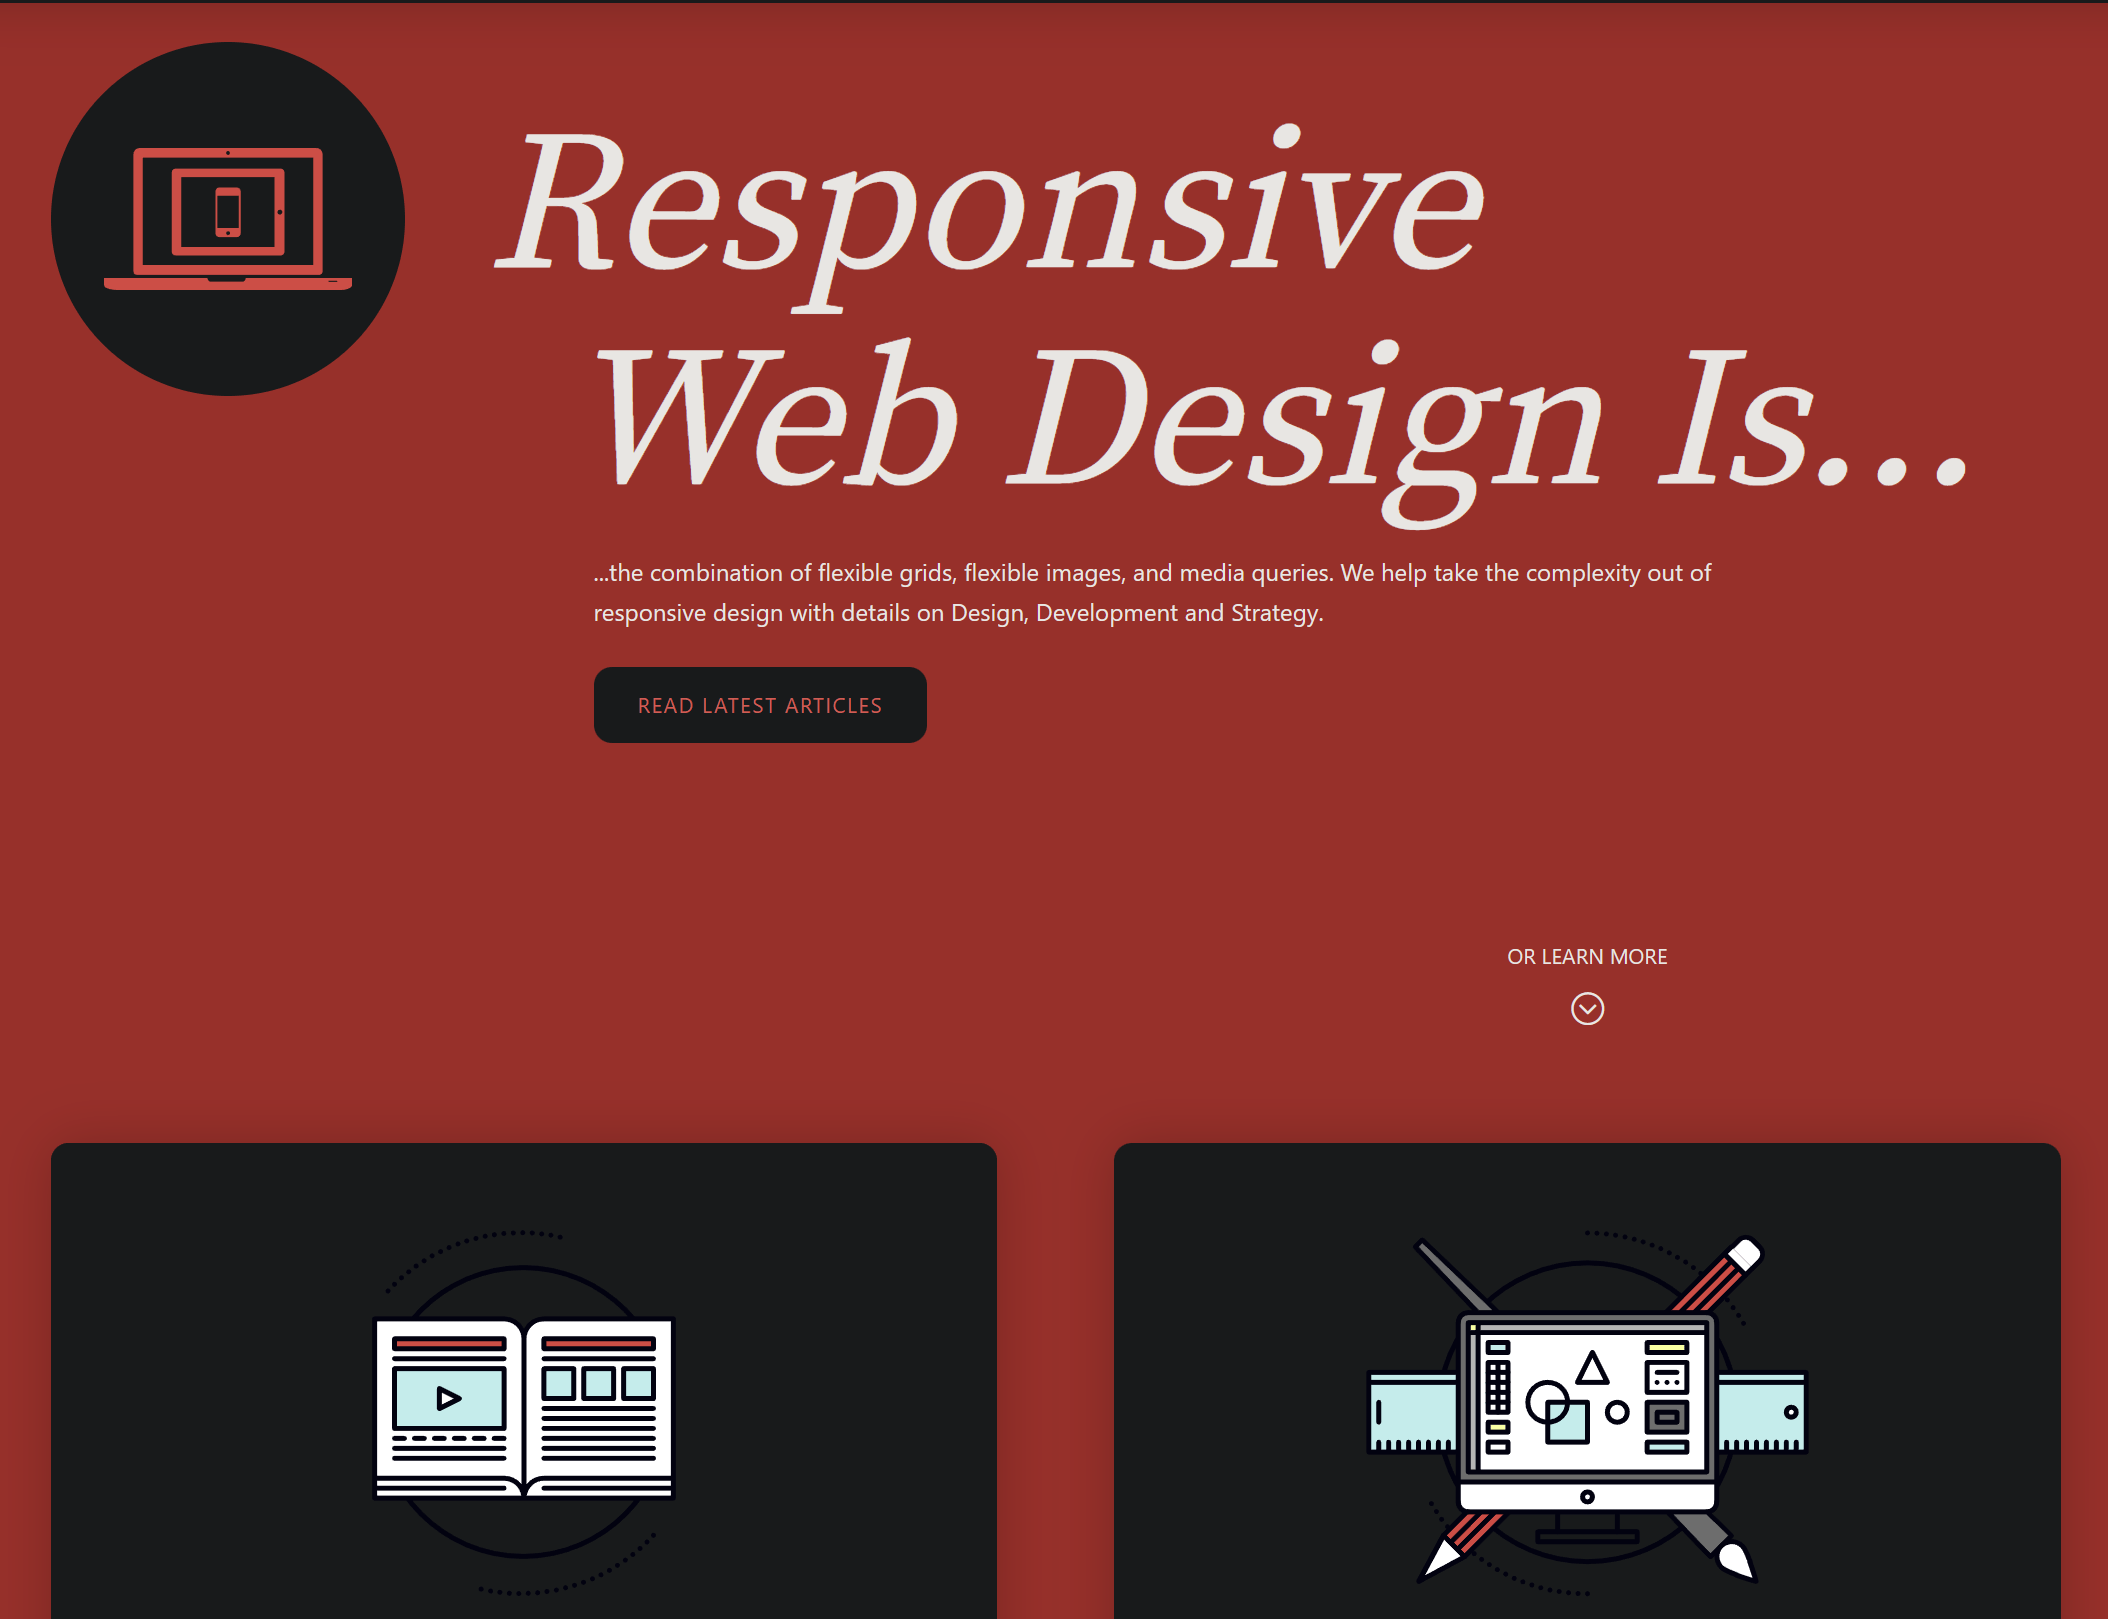 Responsive
Web Design Is...
...the combination of flexible grids, flexible images, and media queries. We help take the complexity out of
responsive design with details on Design, Development and Strategy.
READ LATEST ARTICLES
OR LEARN MORE